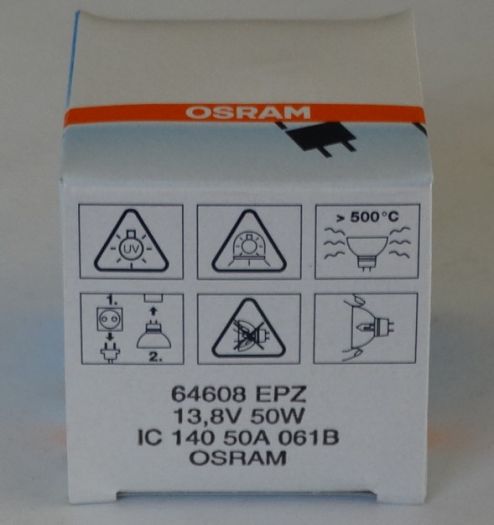 OSRAM
UV
> 500°C
1.
2.
64608 EPZ
13,8V 50W
IC 140 50A 061B
OSRAM